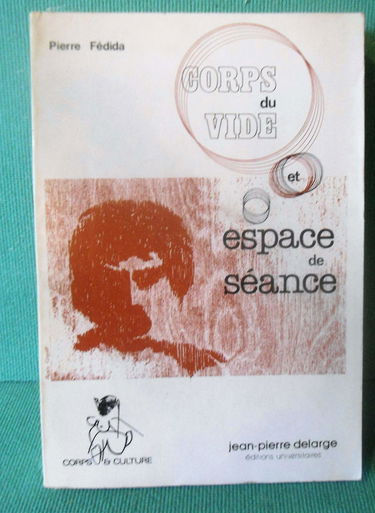 Pierre Fédida
CORPS
du
VIDE
et
espace
de
séance
CORPS & CULTURE
jean-pierre delarge
éditions universitaires